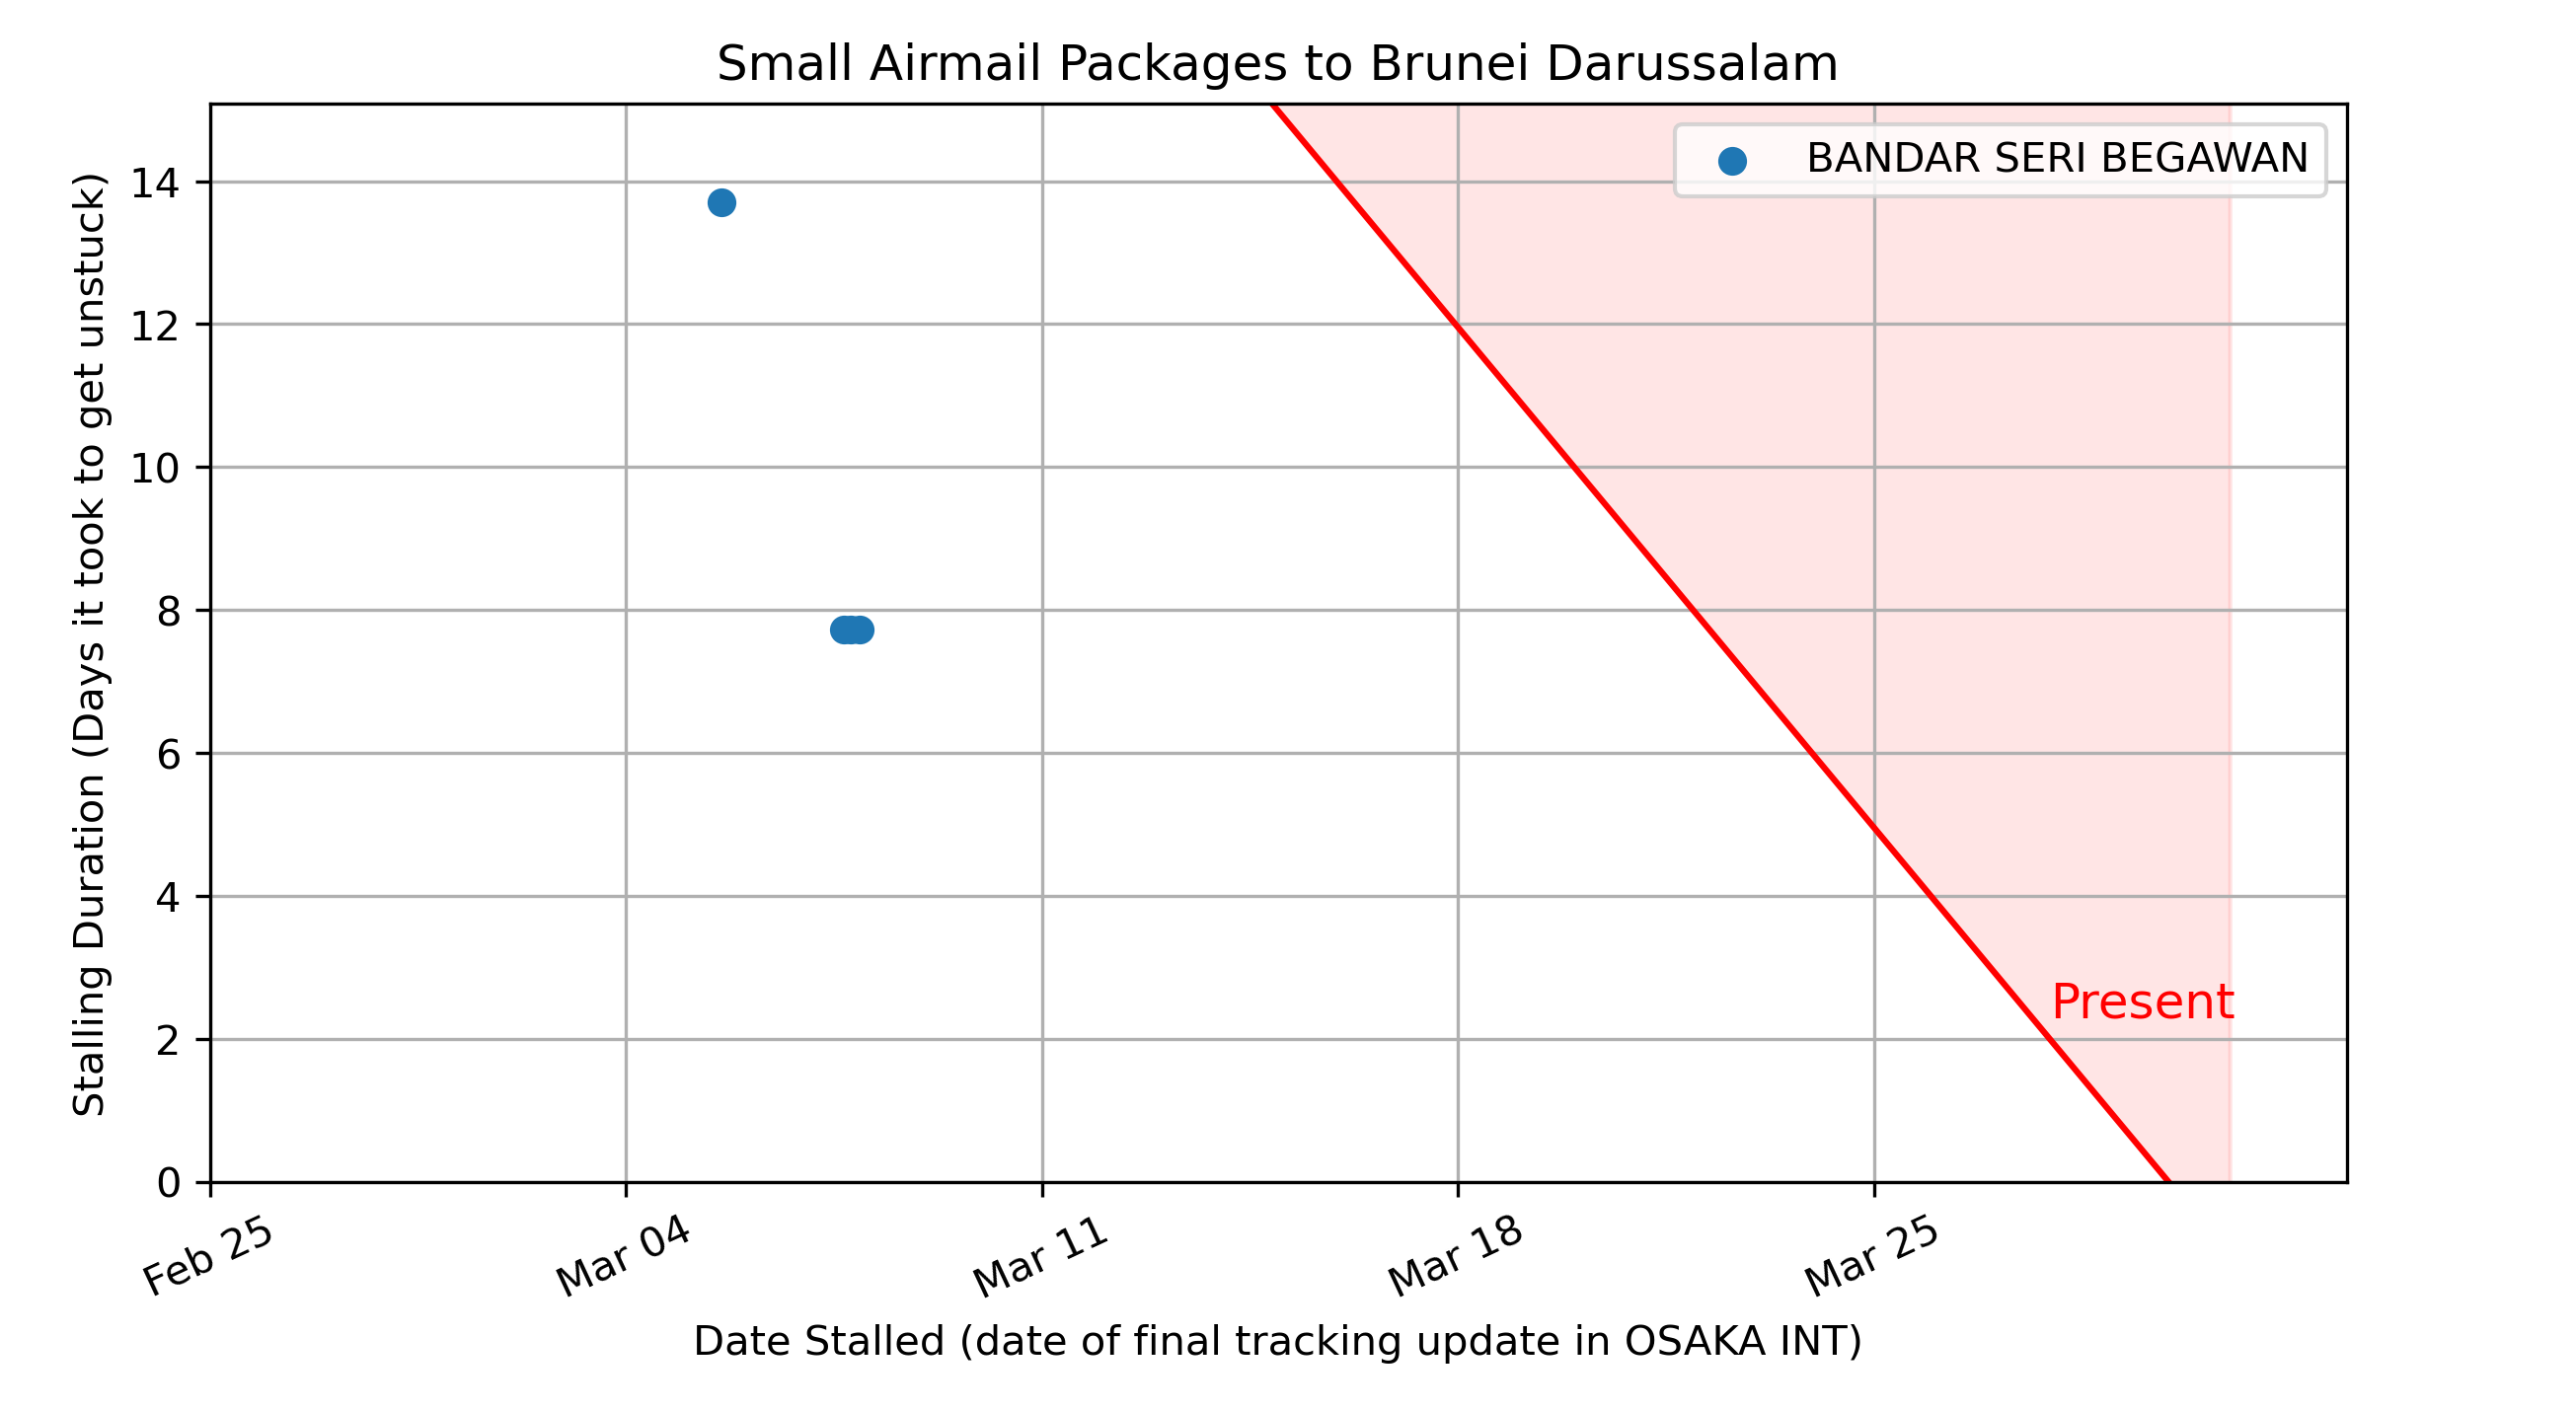 Small Airmail Packages to Brunei Darussalam
BANDAR SERI BEGAWAN
Stalling Duration (Days it took to get unstuck)
14
12
10
8
6
4
2
0
Present
Feb 25
Mar 04
Mar 11
Mar 18
Mar 25
Date Stalled (date of final tracking update in OSAKA INT)